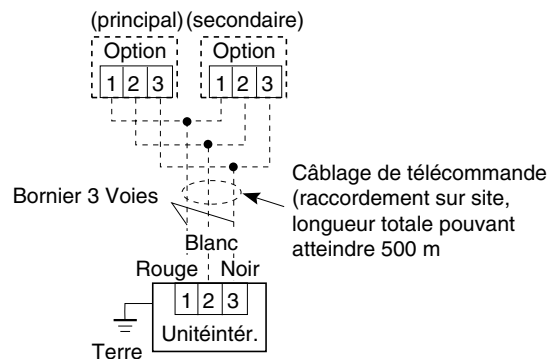 (principal) (secondaire)
Option Option
1 2 3 1 2 3
Câblage de télécommande
(raccordement sur site,
longueur totale pouvant
atteindre 500 m
Bornier 3 Voies
Blanc
Rouge Noir
1 2 3
Unitéintér.
Terre